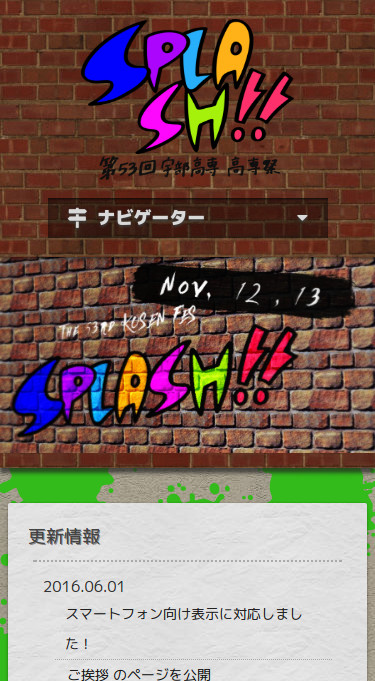 SPLA
SH!!
第53回 宇部高専 高専祭
ナビゲーター
Nov. 12, 13
THE 53RD KOSEN FES
SPLASH!!
更新情報
2016.06.01
スマートフォン向け表示に対応しまし
た！
ご挨拶 のページを公開